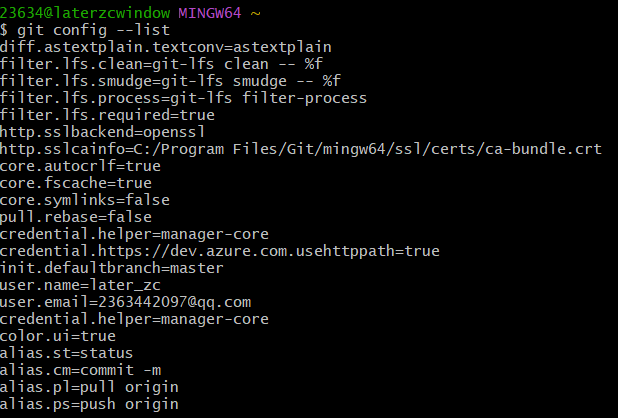 23634@laterzcwindow MINGW64 ~
$ git config --list
diff.astextplain.textconv=astextplain
filter.lfs.clean=git-lfs clean -- %f
filter.lfs.smudge=git-lfs smudge -- %f
filter.lfs.process=git-lfs filter-process
filter.lfs.required=true
http.sslbackend=openssl
http.sslcainfo=C:/Program Files/Git/mingw64/ssl/certs/ca-bundle.crt
core.autocrlf=true
core.fscache=true
core.symlinks=false
pull.rebase=false
credential.helper=manager-core
credential.https://dev.azure.com.usehttppath=true
init.defaultbranch=master
user.name=later_zc
user.email=2363442097@qq.com
credential.helper=manager-core
color.ui=true
alias.st=status
alias.cm=commit -m
alias.pl=pull origin
alias.ps=push origin